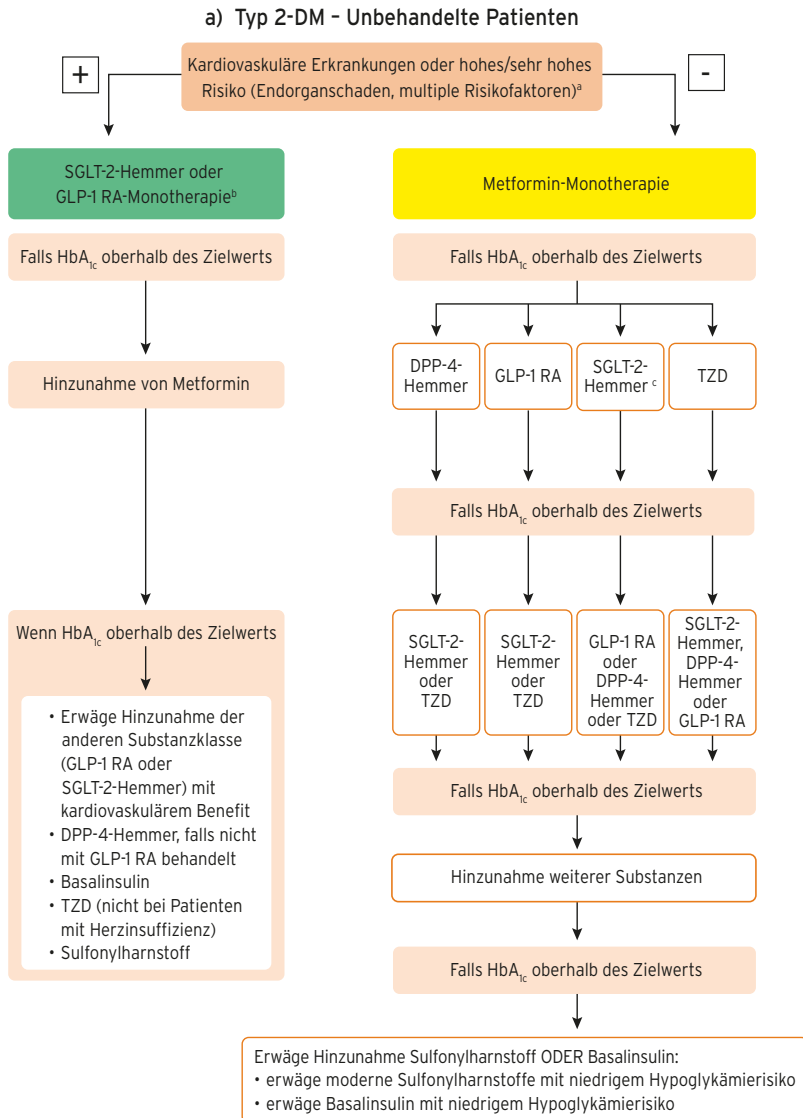 a) Typ 2-DM – Unbehandelte Patienten
+
Kardiovaskuläre Erkrankungen oder hohes/sehr hohes
Risiko (Endorganschaden, multiple Risikofaktoren)ᵃ
-
SGLT-2-Hemmer oder
GLP-1 RA-Monotherapieᵇ
Falls HbA1c oberhalb des Zielwerts
Hinzunahme von Metformin
Wenn HbA1c oberhalb des Zielwerts
• Erwäge Hinzunahme der
anderen Substanzklasse
(GLP-1 RA oder
SGLT-2-Hemmer) mit
kardiovaskulärem Benefit
• DPP-4-Hemmer, falls nicht
mit GLP-1 RA behandelt
• Basalinsulin
• TZD (nicht bei Patienten
mit Herzinsuffizienz)
• Sulfonylharnstoff
Metformin-Monotherapie
Falls HbA1c oberhalb des Zielwerts
DPP-4-
Hemmer
GLP-1 RA
SGLT-2-
Hemmer ᶜ
TZD
Falls HbA1c oberhalb des Zielwerts
SGLT-2-
Hemmer
oder
TZD
SGLT-2-
Hemmer
oder
TZD
GLP-1 RA
oder
DPP-4-
Hemmer
oder TZD
SGLT-2-
Hemmer,
DPP-4-
Hemmer
oder
GLP-1 RA
Falls HbA1c oberhalb des Zielwerts
Hinzunahme weiterer Substanzen
Falls HbA1c oberhalb des Zielwerts
Erwäge Hinzunahme Sulfonylharnstoff ODER Basalinsulin:
• erwäge moderne Sulfonylharnstoffe mit niedrigem Hypoglykämierisiko
• erwäge Basalinsulin mit niedrigem Hypoglykämierisiko